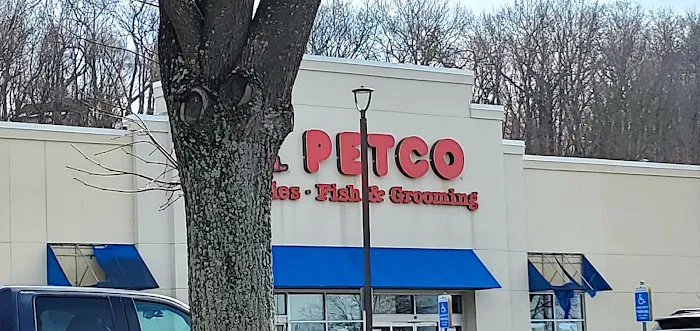 PETCO
ies • Fish & Grooming